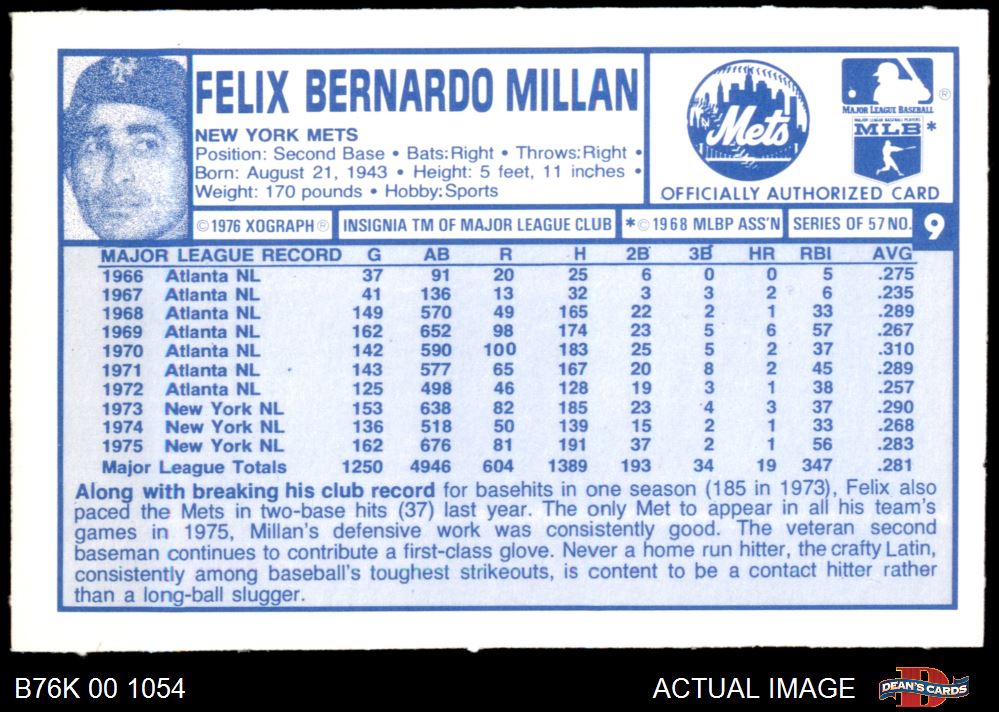 FELIX BERNARDO MILLAN
NEW YORK METS
Position: Second Base • Bats:Right • Throws:Right •
Born: August 21, 1943 • Height: 5 feet, 11 inches •
Weight: 170 pounds • Hobby:Sports
NY
Mets
®
MAJOR LEAGUE BASEBALL
MAJOR LEAGUE BASEBALL PLAYERS
MLB *
OFFICIALLY AUTHORIZED CARD
©1976 XOGRAPH® INSIGNIA TM OF MAJOR LEAGUE CLUB *©1968 MLBP ASS'N SERIES OF 57 NO. 9
MAJOR LEAGUE RECORD G AB R H 2B 3B HR RBI AVG
1966 Atlanta NL 37 91 20 25 6 0 0 5 .275
1967 Atlanta NL 41 136 13 32 3 3 2 6 .235
1968 Atlanta NL 149 570 49 165 22 2 1 33 .289
1969 Atlanta NL 162 652 98 174 23 5 6 57 .267
1970 Atlanta NL 142 590 100 183 25 5 2 37 .310
1971 Atlanta NL 143 577 65 167 20 8 2 45 .289
1972 Atlanta NL 125 498 46 128 19 3 1 38 .257
1973 New York NL 153 638 82 185 23 4 3 37 .290
1974 New York NL 136 518 50 139 15 2 1 33 .268
1975 New York NL 162 676 81 191 37 2 1 56 .283
Major League Totals 1250 4946 604 1389 193 34 19 347 .281
Along with breaking his club record for basehits in one season (185 in 1973), Felix also
paced the Mets in two-base hits (37) last year. The only Met to appear in all his team's
games in 1975, Millan's defensive work was consistently good. The veteran second
baseman continues to contribute a first-class glove. Never a home run hitter, the crafty Latin,
consistently among baseball's toughest strikeouts, is content to be a contact hitter rather
than a long-ball slugger.
B76K 00 1054
ACTUAL IMAGE
DEAN'S CARDS